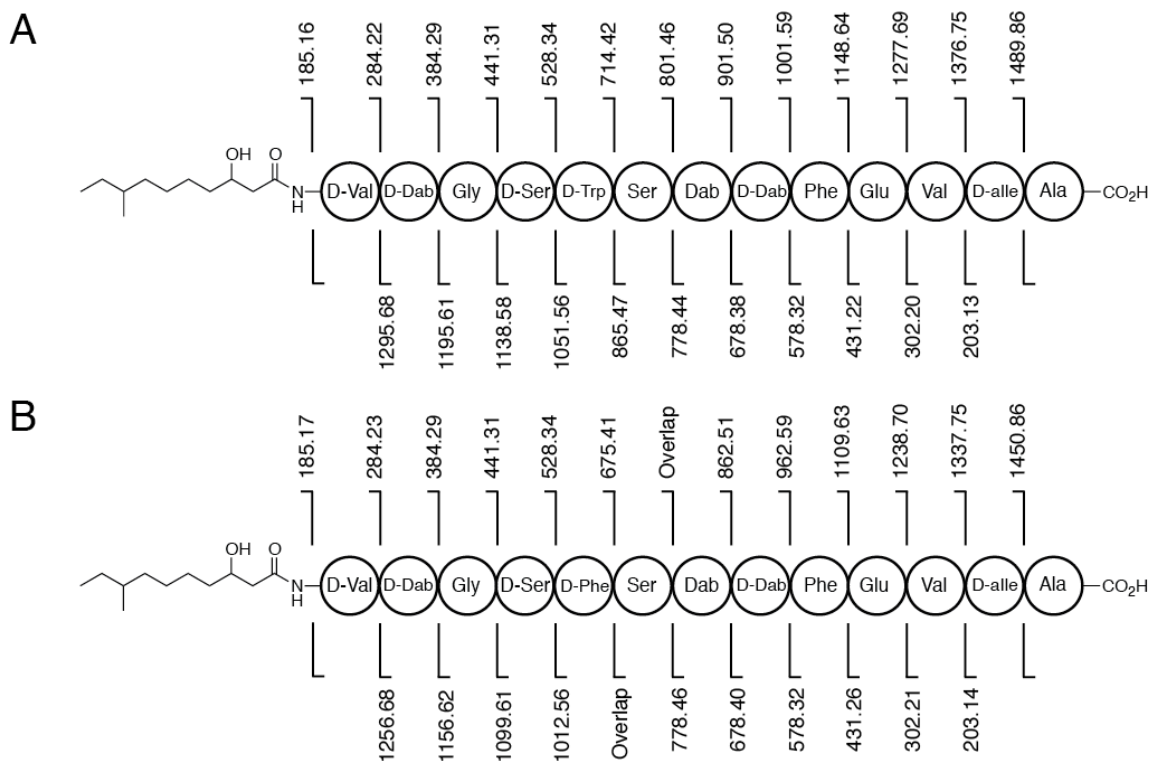 A
185.16 284.22 384.29 441.31 528.34 714.42 801.46 901.50 1001.59 1148.64 1277.69 1376.75 1489.86
OH O
N H D-Val D-Dab Gly D-Ser D-Trp Ser Dab D-Dab Phe Glu Val D-alle Ala CO2H
1295.68 1195.61 1138.58 1051.56 865.47 778.44 678.38 578.32 431.22 302.20 203.13
B
185.17 284.23 384.29 441.31 528.34 675.41 Overlap 862.51 962.59 1109.63 1238.70 1337.75 1450.86
OH O
N H D-Val D-Dab Gly D-Ser D-Phe Ser Dab D-Dab Phe Glu Val D-alle Ala CO2H
1256.68 1156.62 1099.61 1012.56 Overlap 778.46 678.40 578.32 431.26 302.21 203.14